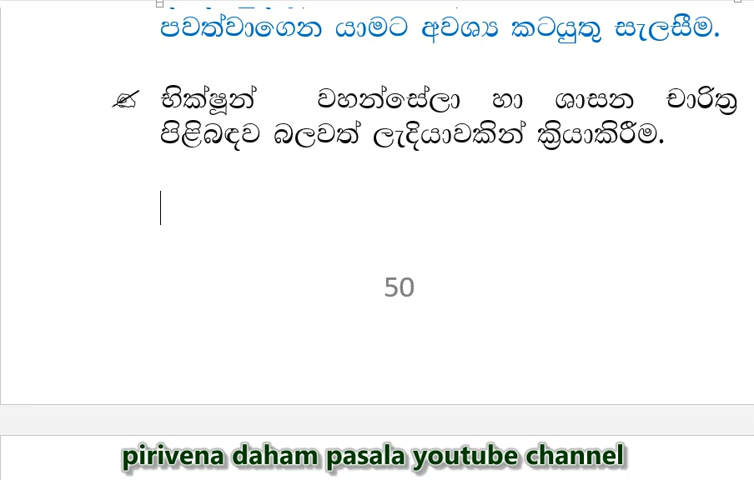 පවත්වාගෙන යාමට අවශ්‍ය කටයුතු සැලසීම.
භික්ෂූන් වහන්සේලා හා ශාසන චාරිත්‍ර
පිළිබඳව බලවත් ලැදියාවකින් ක්‍රියාකිරීම.
50
pirivena daham pasala youtube channel